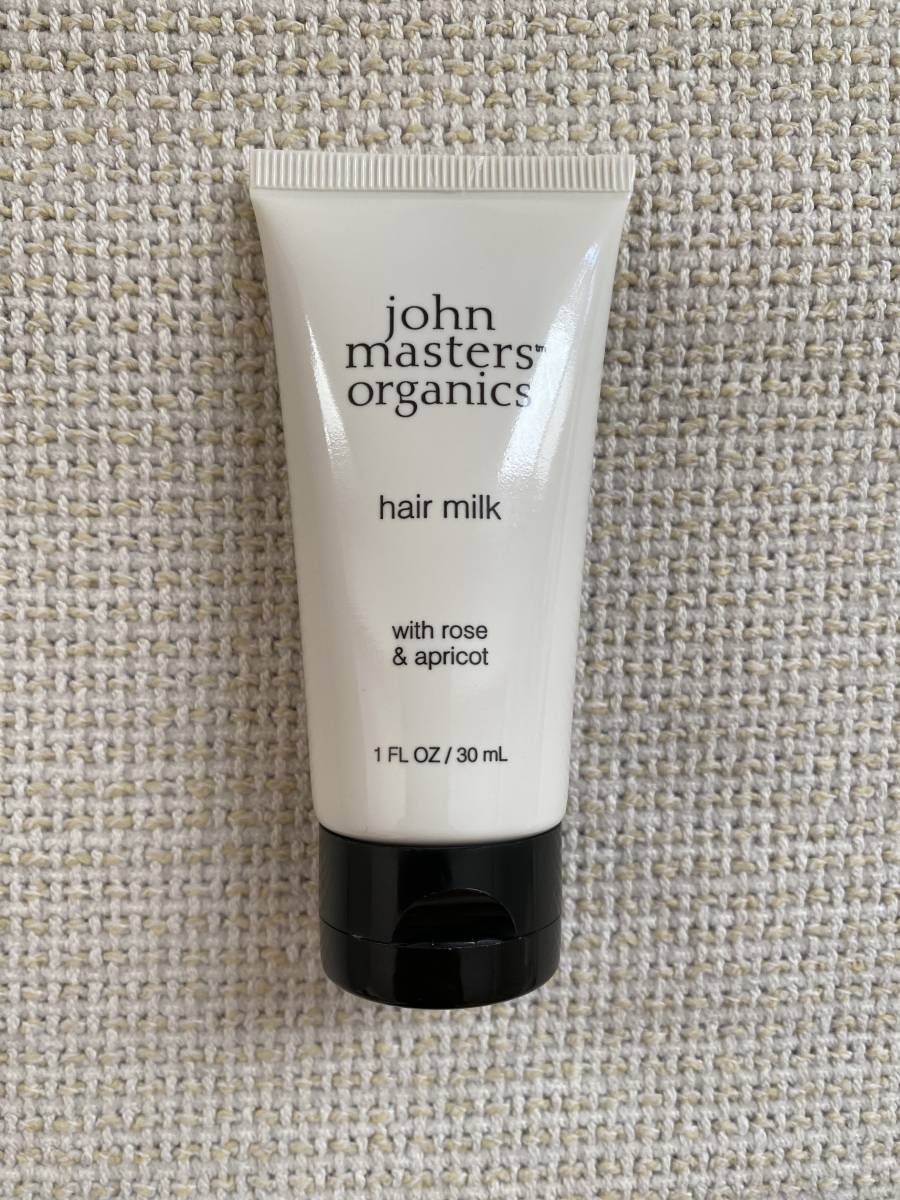 john
masters™
organics
hair milk
with rose
& apricot
1 FL OZ / 30 mL